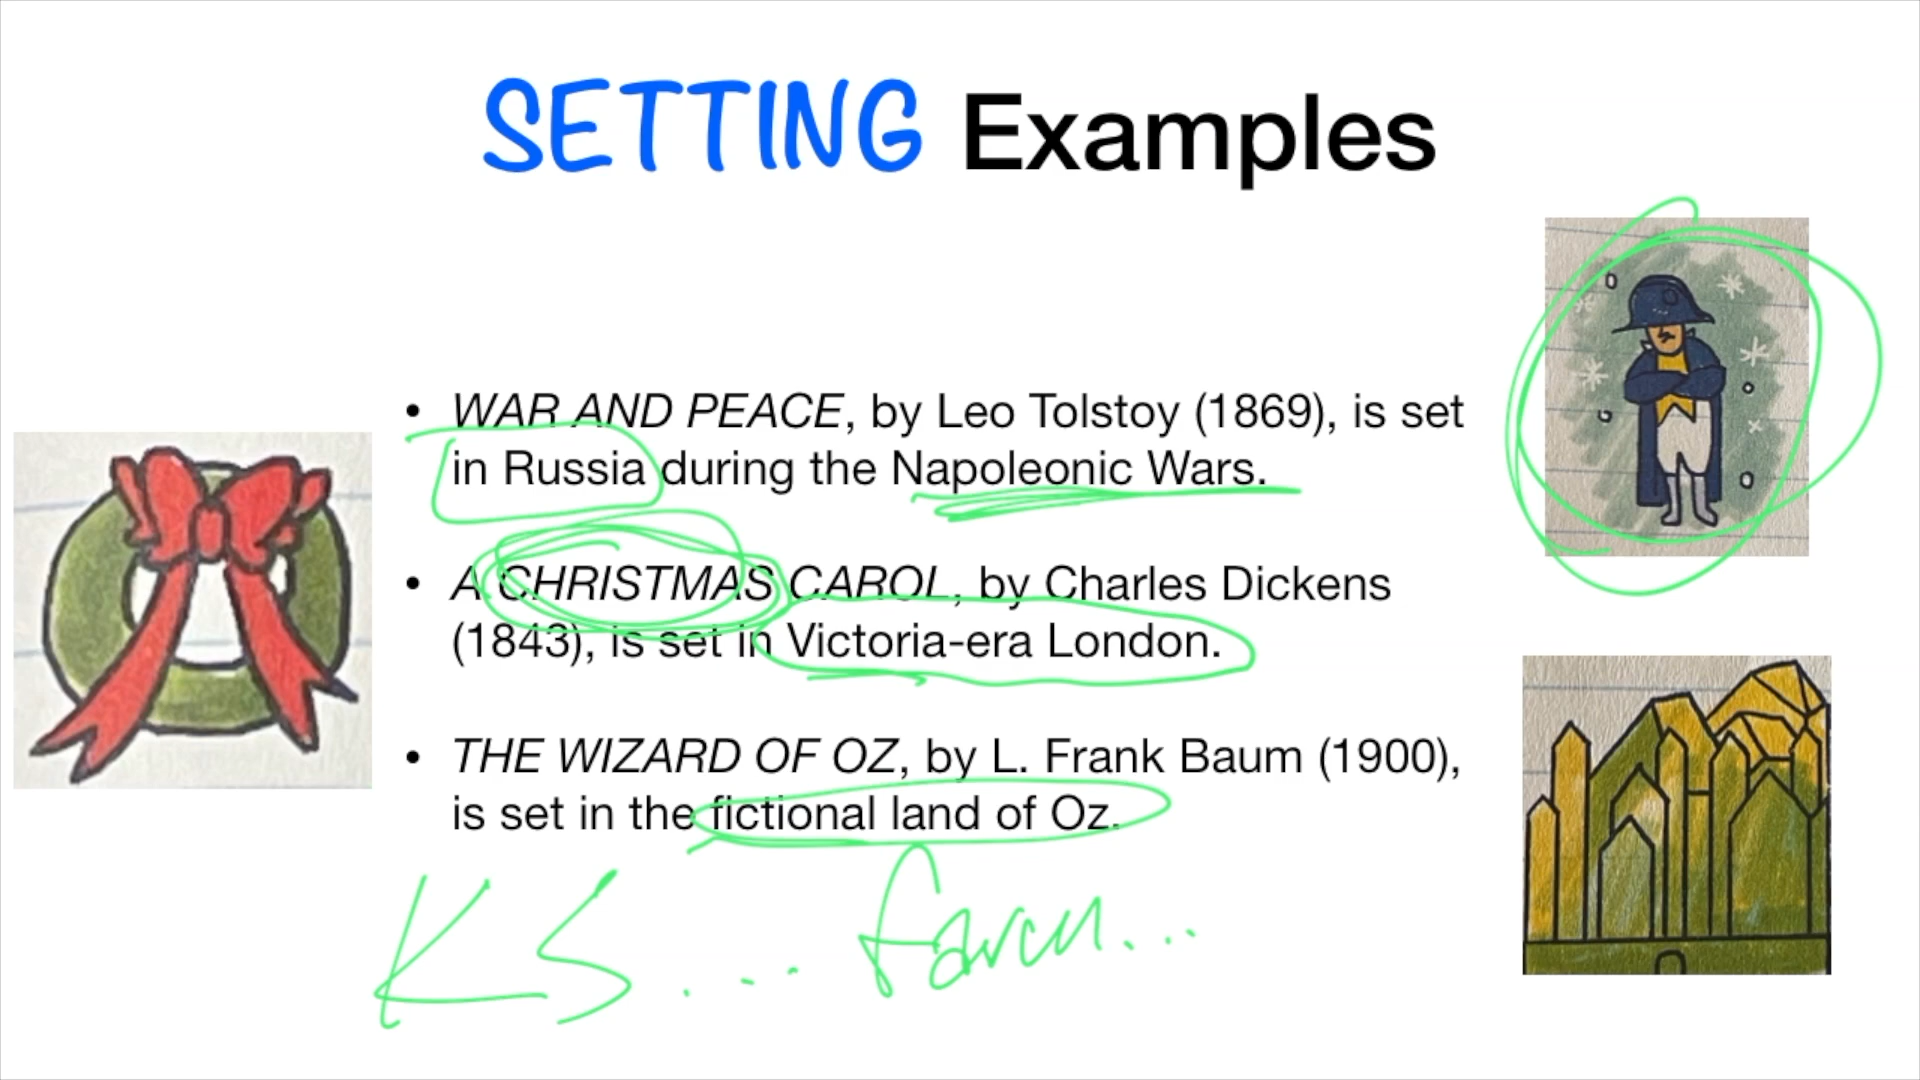 SETTING Examples
• WAR AND PEACE, by Leo Tolstoy (1869), is set
in Russia during the Napoleonic Wars.
• A CHRISTMAS CAROL, by Charles Dickens
(1843), is set in Victoria-era London.
• THE WIZARD OF OZ, by L. Frank Baum (1900),
is set in the fictional land of Oz.
KS... farm...